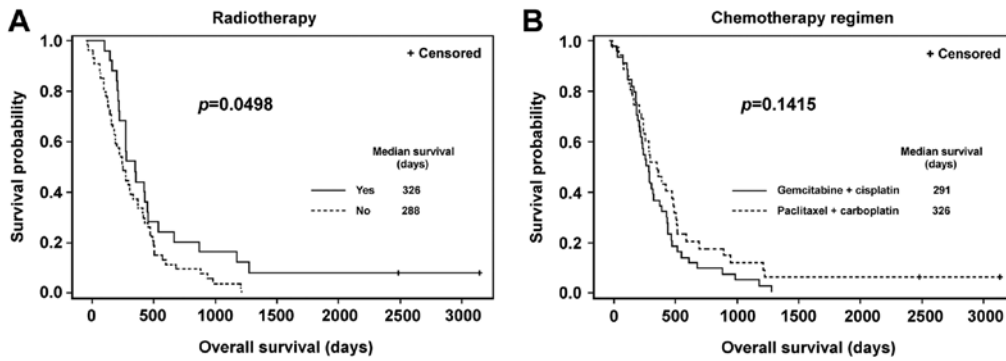 A
Radiotherapy
1.0
0.8
0.6
0.4
0.2
0.0
Survival probability
+ Censored
p=0.0498
Median survival
(days)
Yes 326
No 288
0 500 1000 1500 2000 2500 3000
Overall survival (days)
B
Chemotherapy regimen
1.0
0.8
0.6
0.4
0.2
0.0
Survival probability
+ Censored
p=0.1415
Median survival
(days)
Gemcitabine + cisplatin 291
Paclitaxel + carboplatin 326
0 500 1000 1500 2000 2500 3000
Overall survival (days)